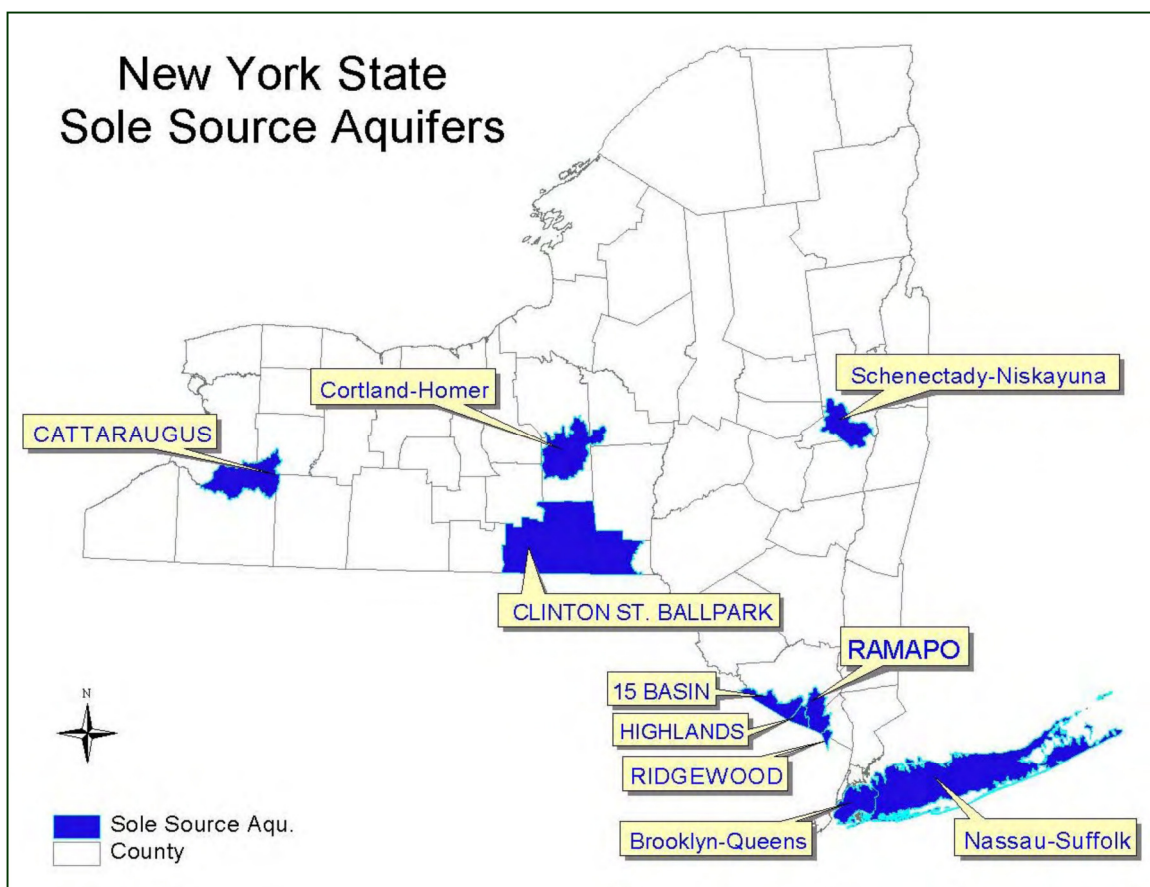 New York State
Sole Source Aquifers
Schenectady-Niskayuna
Cortland-Homer
CATTARAUGUS
CLINTON ST. BALLPARK
RAMAPO
15 BASIN
HIGHLANDS
RIDGEWOOD
Brooklyn-Queens
Nassau-Suffolk
N
Sole Source Aqu.
County